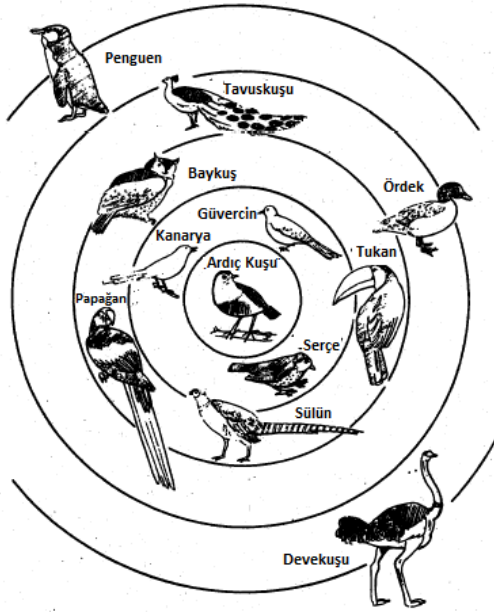 Penguen
Tavuskuşu
Baykuş
Ördek
Güvercin
Kanarya
Tukan
Ardıç Kuşu
Papağan
Serçe
Sülün
Devekuşu